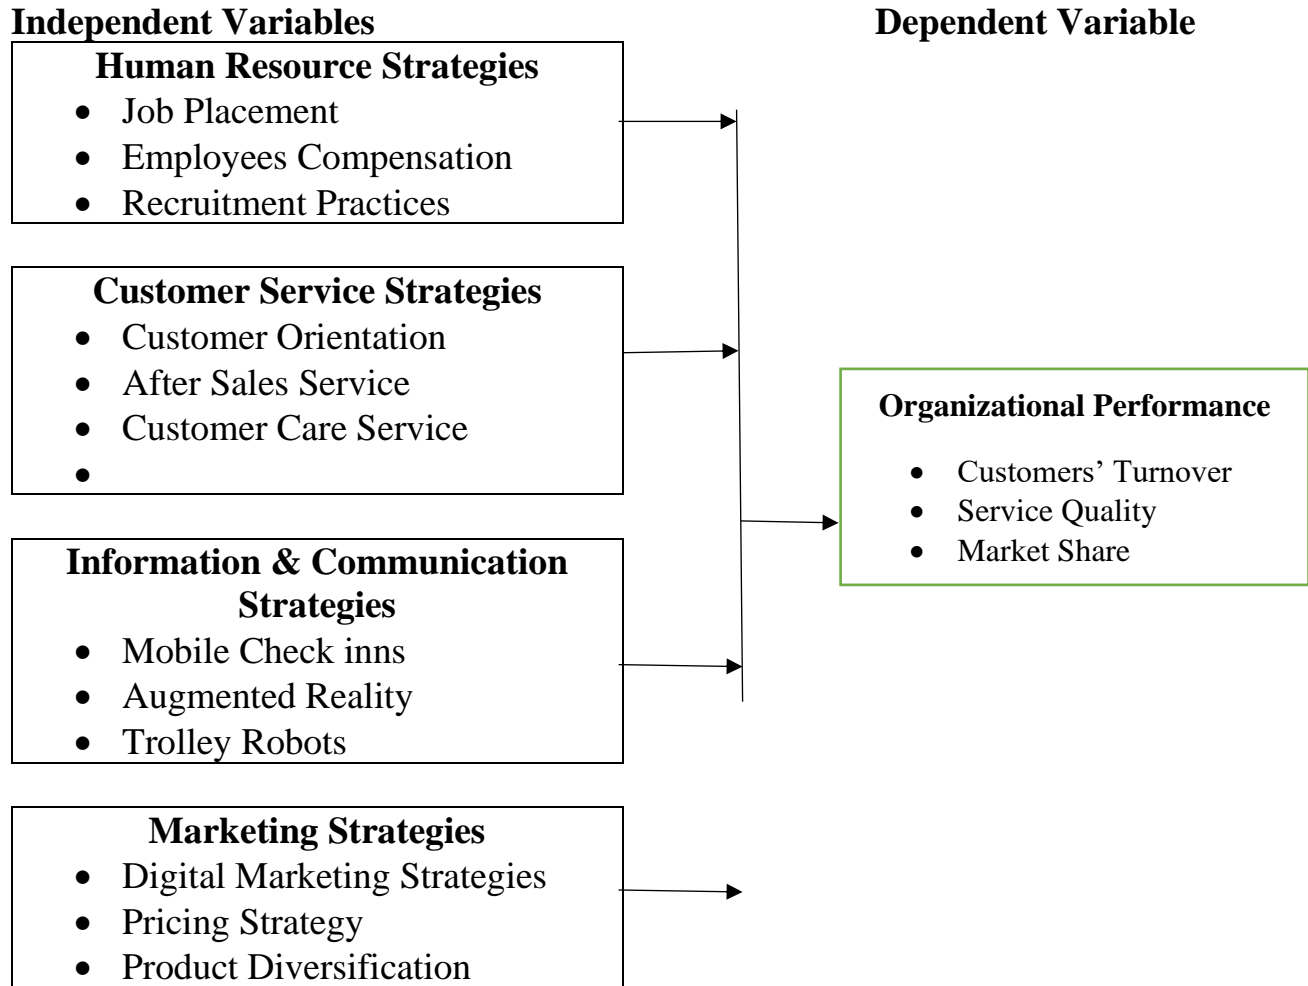 Independent Variables
Dependent Variable
Human Resource Strategies
• Job Placement
• Employees Compensation
• Recruitment Practices
Customer Service Strategies
• Customer Orientation
• After Sales Service
• Customer Care Service
•
Organizational Performance
• Customers’ Turnover
• Service Quality
• Market Share
Information & Communication
Strategies
• Mobile Check inns
• Augmented Reality
• Trolley Robots
Marketing Strategies
• Digital Marketing Strategies
• Pricing Strategy
• Product Diversification